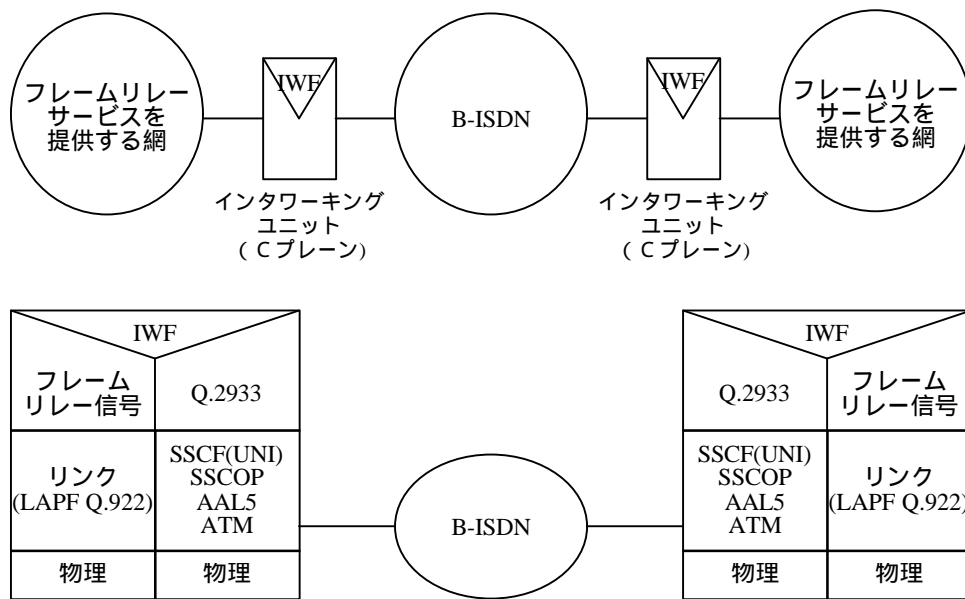 フレームリレー
サービスを
提供する網
IWF
インタワーキング
ユニット
( Cプレーン)
B-ISDN
IWF
インタワーキング
ユニット
( Cプレーン)
フレームリレー
サービスを
提供する網
IWF
フレーム
リレー信号
Q.2933
リンク
(LAPF Q.922)
SSCF(UNI)
SSCOP
AAL5
ATM
物理
物理
B-ISDN
IWF
Q.2933
フレーム
リレー信号
SSCF(UNI)
SSCOP
AAL5
ATM
リンク
(LAPF Q.922)
物理
物理